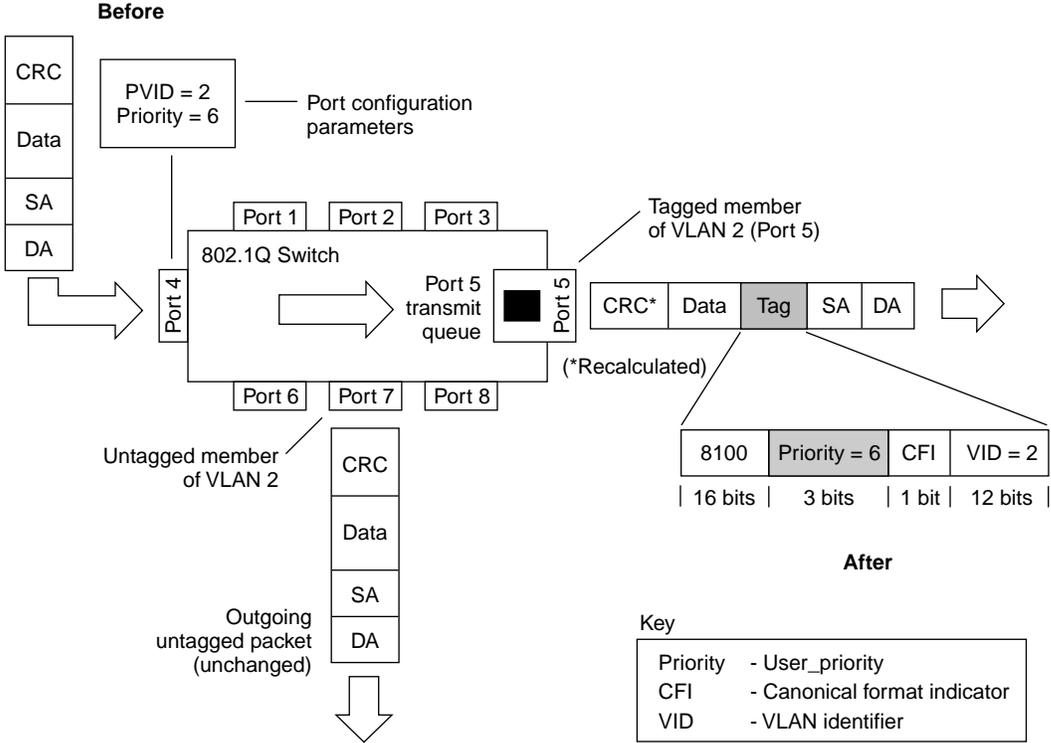 Before
CRC
Data
SA
DA
PVID = 2
Priority = 6
Port configuration
parameters
Port 1
Port 2
Port 3
802.1Q Switch
Port 4
Port 5
transmit
queue
Port 5
Tagged member
of VLAN 2 (Port 5)
CRC*
Data
Tag
SA
DA
(*Recalculated)
Port 6
Port 7
Port 8
8100
Priority = 6
CFI
VID = 2
16 bits
3 bits
1 bit
12 bits
Untagged member
of VLAN 2
CRC
Data
SA
DA
Outgoing
untagged packet
(unchanged)
After
Key
Priority - User_priority
CFI - Canonical format indicator
VID - VLAN identifier